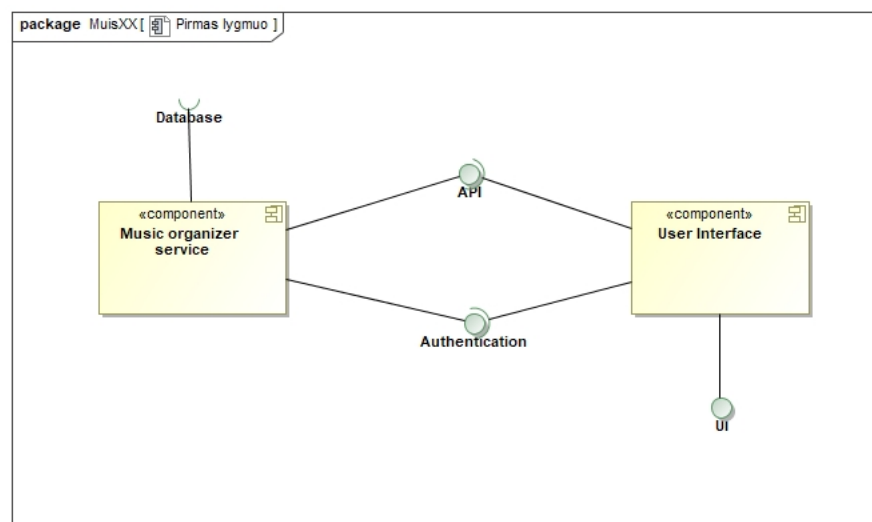 package MuisXX [ Pirmas lygmuo ]
Database
API
«component»
Music organizer
service
«component»
User Interface
Authentication
UI